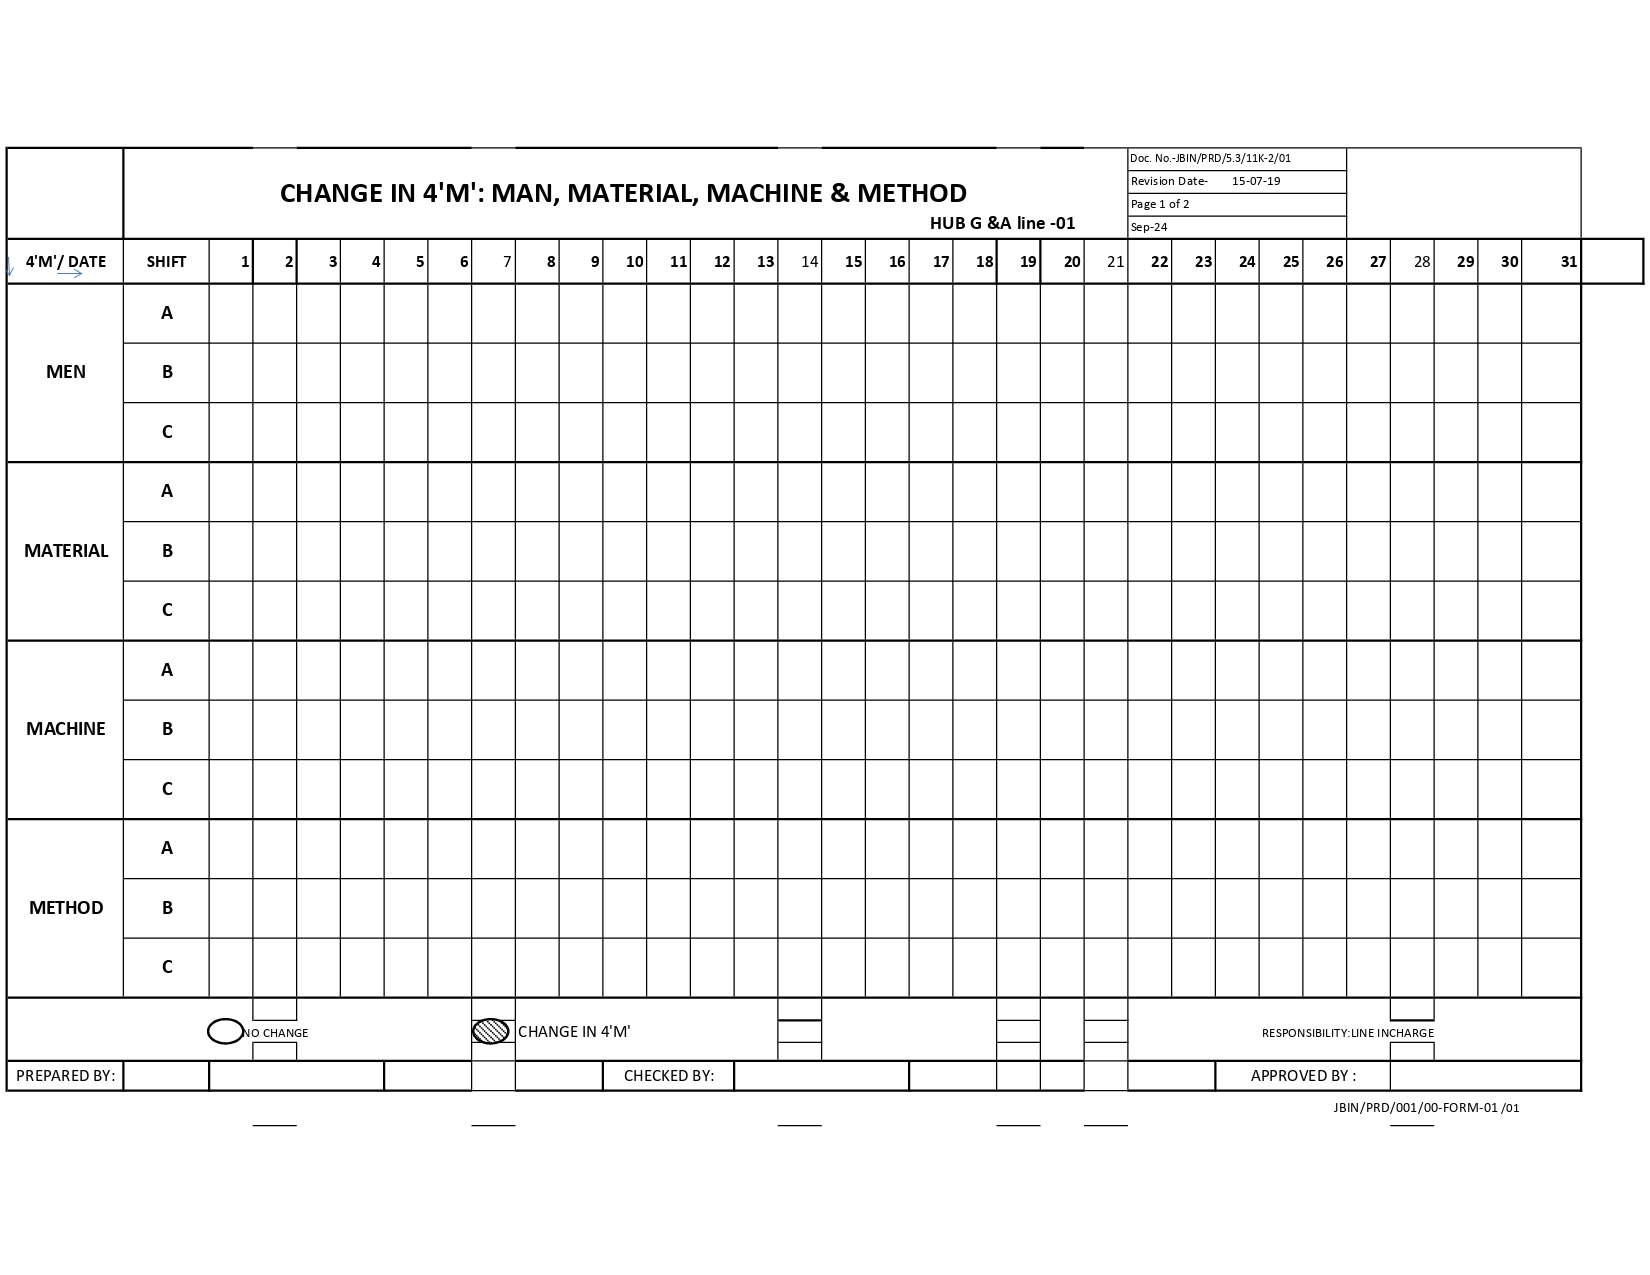 Doc. No.-JBIN/PRD/5.3/11K-2/01
CHANGE IN 4'M': MAN, MATERIAL, MACHINE & METHOD
Revision Date- 15-07-19
Page 1 of 2
HUB G &A line -01
Sep-24
4'M'/ DATE SHIFT 1 2 3 4 5 6 7 8 9 10 11 12 13 14 15 16 17 18 19 20 21 22 23 24 25 26 27 28 29 30 31
A
MEN B
C
A
MATERIAL B
C
A
MACHINE B
C
A
METHOD B
C
NO CHANGE CHANGE IN 4'M' RESPONSIBILITY:LINE INCHARGE
PREPARED BY: CHECKED BY: APPROVED BY :
JBIN/PRD/001/00-FORM-01 /01